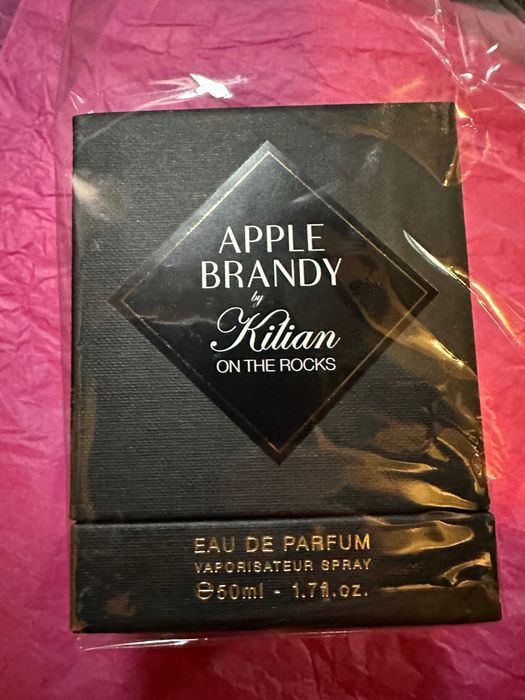 APPLE
BRANDY
by
Kilian
ON THE ROCKS
EAU DE PARFUM
VAPORISATEUR SPRAY
℮50ml - 1.7fl.oz.